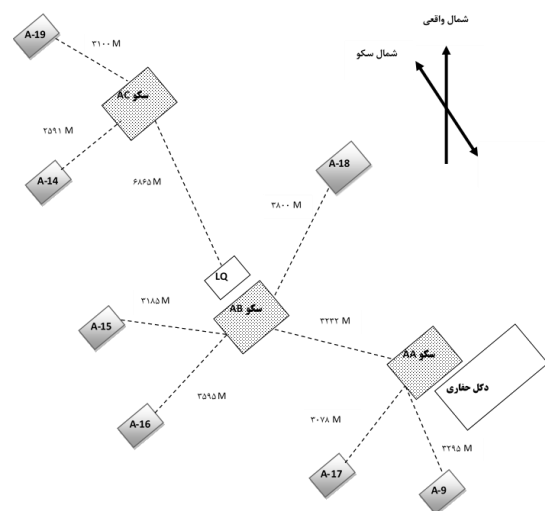 شمال واقعی
A-19
۳۱۰۰ M
شمال سکو
سکو AC
۲۵۹۱ M
A-14
A-18
۶۸۶۵ M
۳۸۰۰ M
LQ
۳۱۸۵ M
سکو AB
A-15
۳۲۳۲ M
سکو AA
دکل حفاری
۳۵۹۵ M
A-16
۳۰۷۸ M
۳۲۹۵ M
A-17
A-9